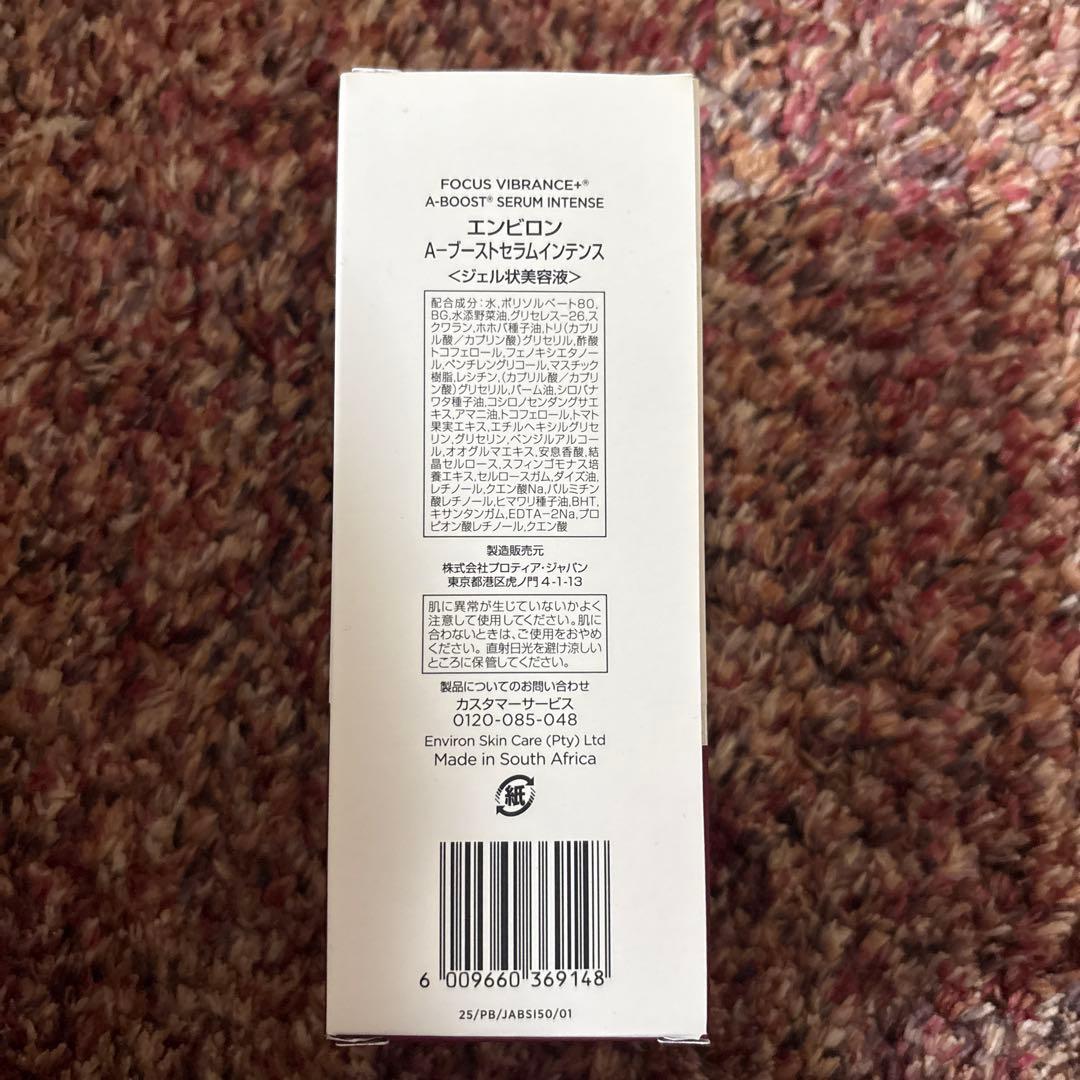 FOCUS VIBRANCE+®
A-BOOST® SERUM INTENSE
エンビロン
A-ブーストセラムインテンス
<ジェル状美容液>
配合成分:水,ポリソルベート80,
BG,水添野菜油,グリセレス-26,ス
クワラン,ホホバ種子油,トリ(カプリ
ル酸/カプリン酸)グリセリル,酢酸
トコフェロール,フェノキシエタノー
ル,ペンチレングリコール,マスチック
樹脂,レシチン,(カプリル酸/カプリ
ン酸)グリセリル,パーム油,シロバナ
ワタ種子油,コシロノセンダングサエ
キス,アマニ油,トコフェロール,トマト
果実エキス,エチルヘキシルグリセ
リン,グリセリン,ベンジルアルコー
ル,オオグルマエキス,安息香酸,結
晶セルロース,スフィンゴモナス培
養エキス,セルロースガム,ダイズ油,
レチノール,クエン酸Na,パルミチン
酸レチノール,ヒマワリ種子油,BHT,
キサンタンガム,EDTA-2Na,プロ
ピオン酸レチノール,クエン酸
製造販売元
株式会社プロティア・ジャパン
東京都港区虎ノ門4-1-13
肌に異常が生じていないかよく
注意して使用してください。肌に
合わないときは、ご使用をおやめ
ください。直射日光を避け涼しい
ところに保管してください。
製品についてのお問い合わせ
カスタマーサービス
0120-085-048
Environ Skin Care (Pty) Ltd
Made in South Africa
紙
6 009660 369148
25/PB/JABSI50/01